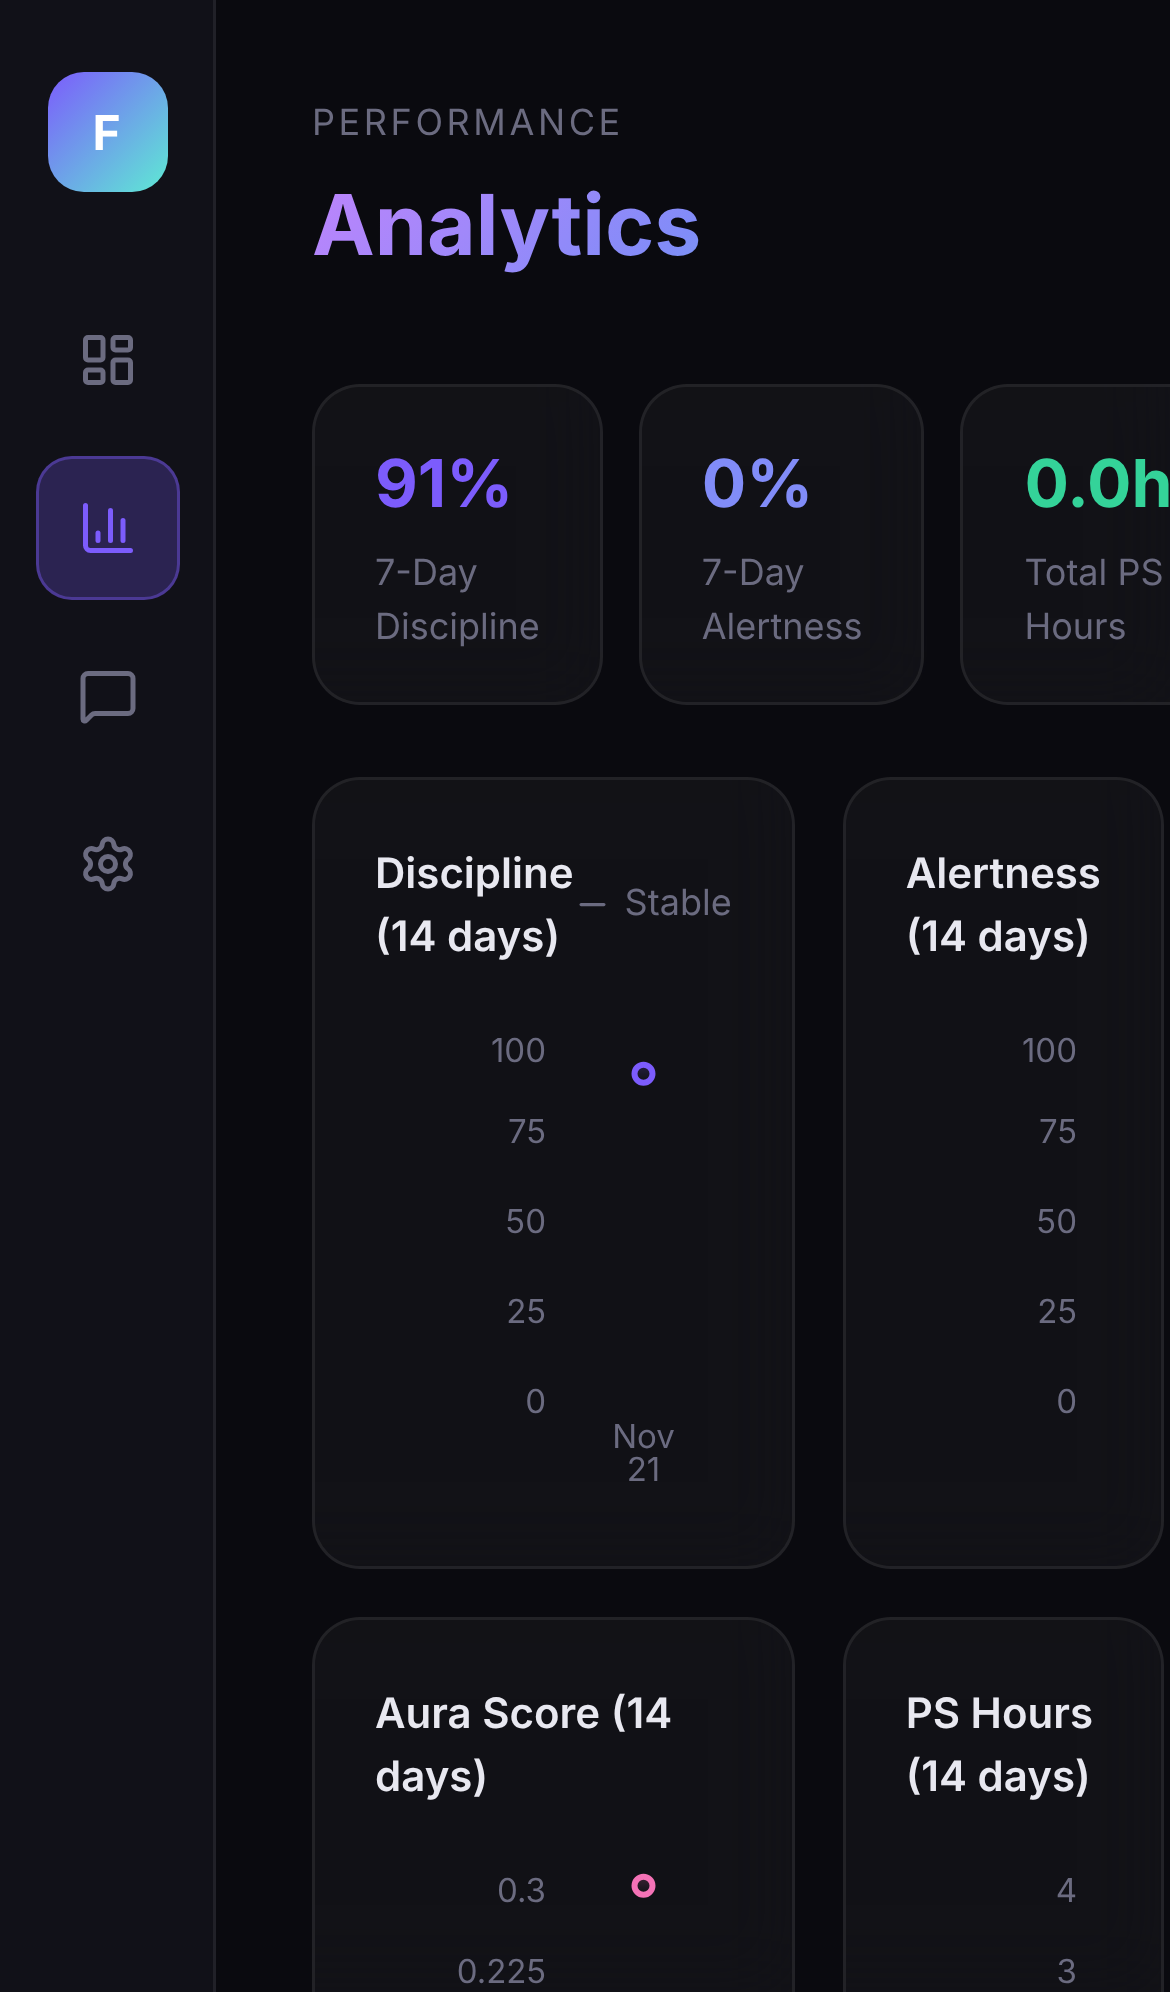 F
PERFORMANCE
Analytics
91%
7-Day
Discipline
0%
7-Day
Alertness
0.0h
Total PS
Hours
Discipline
(14 days)
— Stable
100
75
50
25
0
Nov
21
Alertness
(14 days)
100
75
50
25
0
Aura Score (14
days)
0.3
0.225
PS Hours
(14 days)
4
3